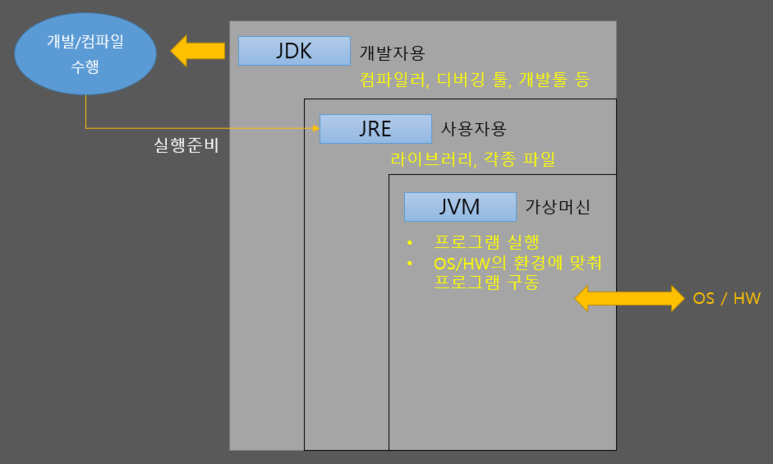 개발/컴파일
수행
JDK 개발자용
컴파일러, 디버깅 툴, 개발툴 등
JRE 사용자용
실행준비
라이브러리, 각종 파일
JVM 가상머신
• 프로그램 실행
• OS/HW의 환경에 맞춰
프로그램 구동
OS / HW